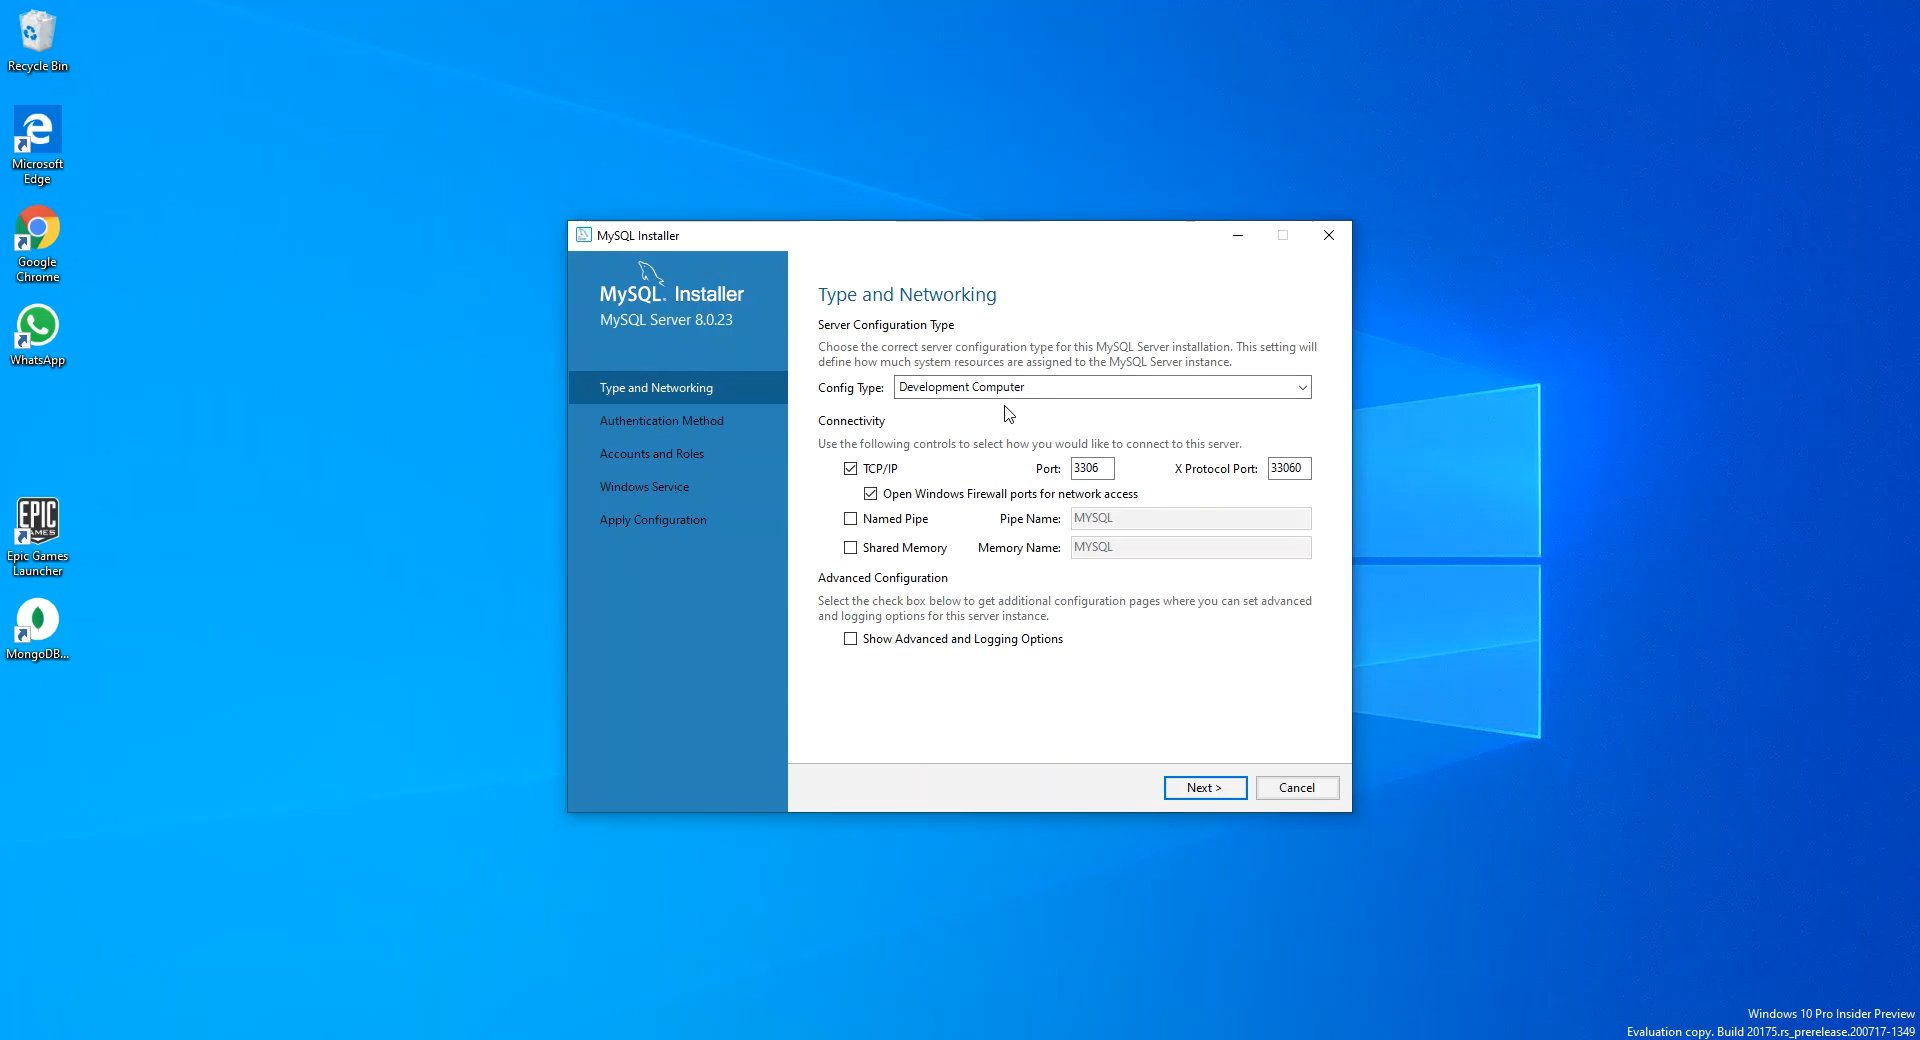 Recycle Bin
Microsoft
Edge
Google
Chrome
WhatsApp
EPIC
GAMES
Epic Games
Launcher
MongoDB...
MySQL Installer
MySQL. Installer
MySQL Server 8.0.23
Type and Networking
Authentication Method
Accounts and Roles
Windows Service
Apply Configuration
Type and Networking
Server Configuration Type
Choose the correct server configuration type for this MySQL Server installation. This setting will
define how much system resources are assigned to the MySQL Server instance.
Config Type: Development Computer
Connectivity
Use the following controls to select how you would like to connect to this server.
TCP/IP Port: 3306 X Protocol Port: 33060
Open Windows Firewall ports for network access
Named Pipe Pipe Name: MYSQL
Shared Memory Memory Name: MYSQL
Advanced Configuration
Select the check box below to get additional configuration pages where you can set advanced
and logging options for this server instance.
Show Advanced and Logging Options
Next > Cancel
Windows 10 Pro Insider Preview
Evaluation copy. Build 20175.rs_prerelease.200717-1349